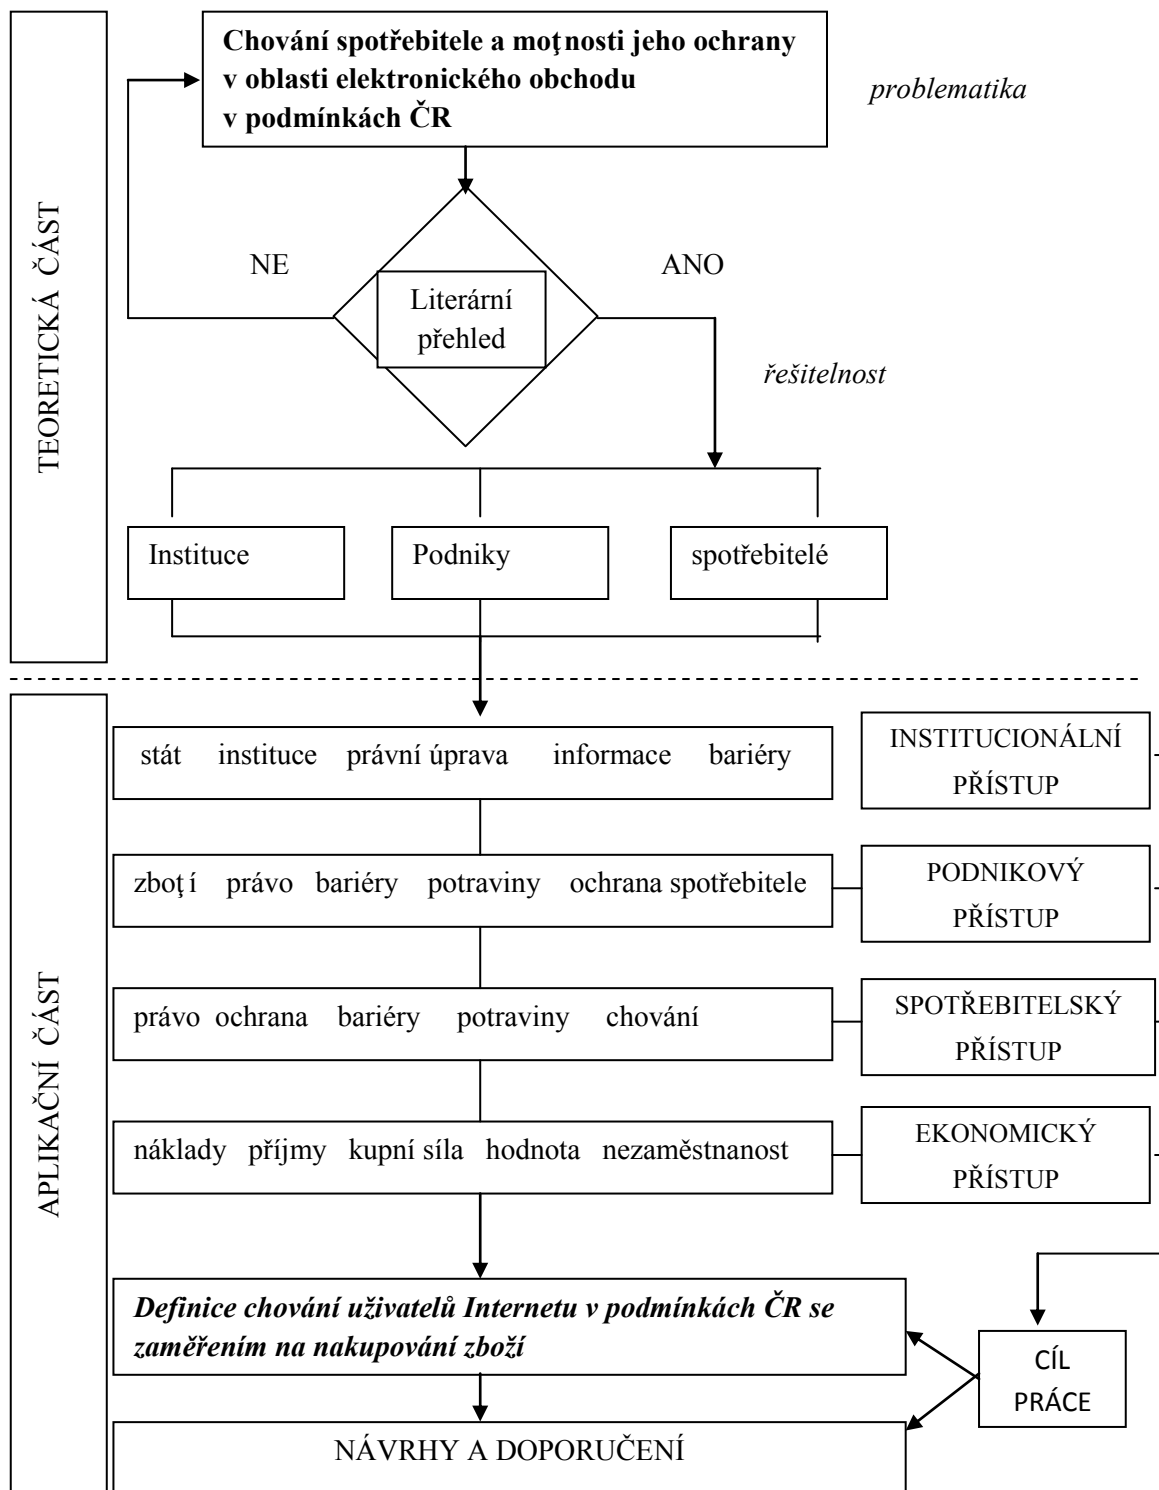 Chování spotřebitele a moţnosti jeho ochrany
v oblasti elektronického obchodu
v podmínkách ČR
problematika
TEORETICKÁ ČÁST
NE
ANO
Literární
přehled
řešitelnost
Instituce
Podniky
spotřebitelé
APLIKAČNÍ ČÁST
stát instituce právní úprava informace bariéry
INSTITUCIONÁLNÍ
PŘÍSTUP
zboţí právo bariéry potraviny ochrana spotřebitele
PODNIKOVÝ
PŘÍSTUP
právo ochrana bariéry potraviny chování
SPOTŘEBITELSKÝ
PŘÍSTUP
náklady příjmy kupní síla hodnota nezaměstnanost
EKONOMICKÝ
PŘÍSTUP
Definice chování uživatelů Internetu v podmínkách ČR se
zaměřením na nakupování zboží
CÍL
PRÁCE
NÁVRHY A DOPORUČENÍ